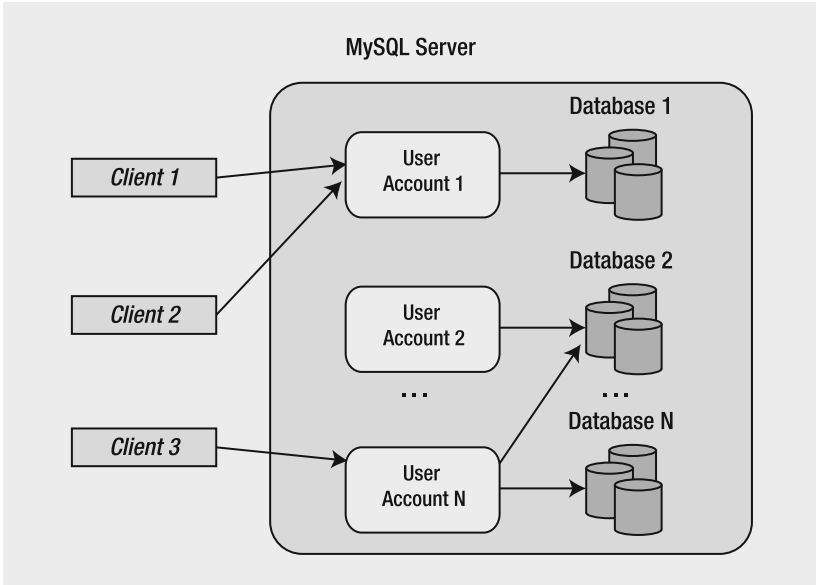 MySQL Server
Database 1
Client 1
User
Account 1
Database 2
Client 2
User
Account 2
...
...
Database N
Client 3
User
Account N